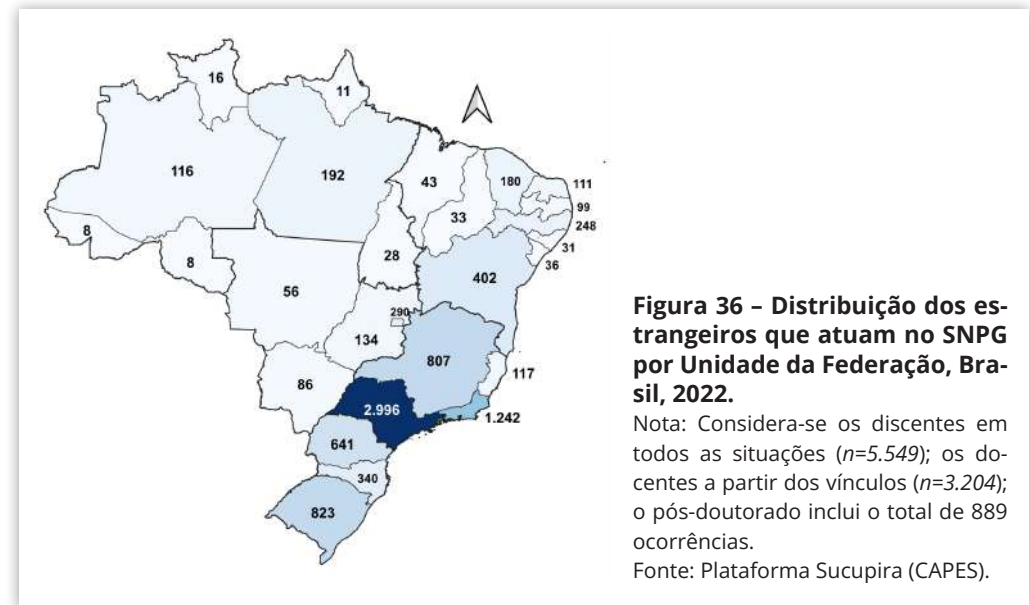 16
11
116
192
43
180
111
99
33
248
8
31
28
36
8
402
56
290
134
807
86
117
2.996
1.242
641
340
823
Figura 36 – Distribuição dos es-
trangeiros que atuam no SNPG
por Unidade da Federação, Bra-
sil, 2022.
Nota: Considera-se os discentes em
todos as situações (n=5.549); os do-
centes a partir dos vínculos (n=3.204);
o pós-doutorado inclui o total de 889
ocorrências.
Fonte: Plataforma Sucupira (CAPES).